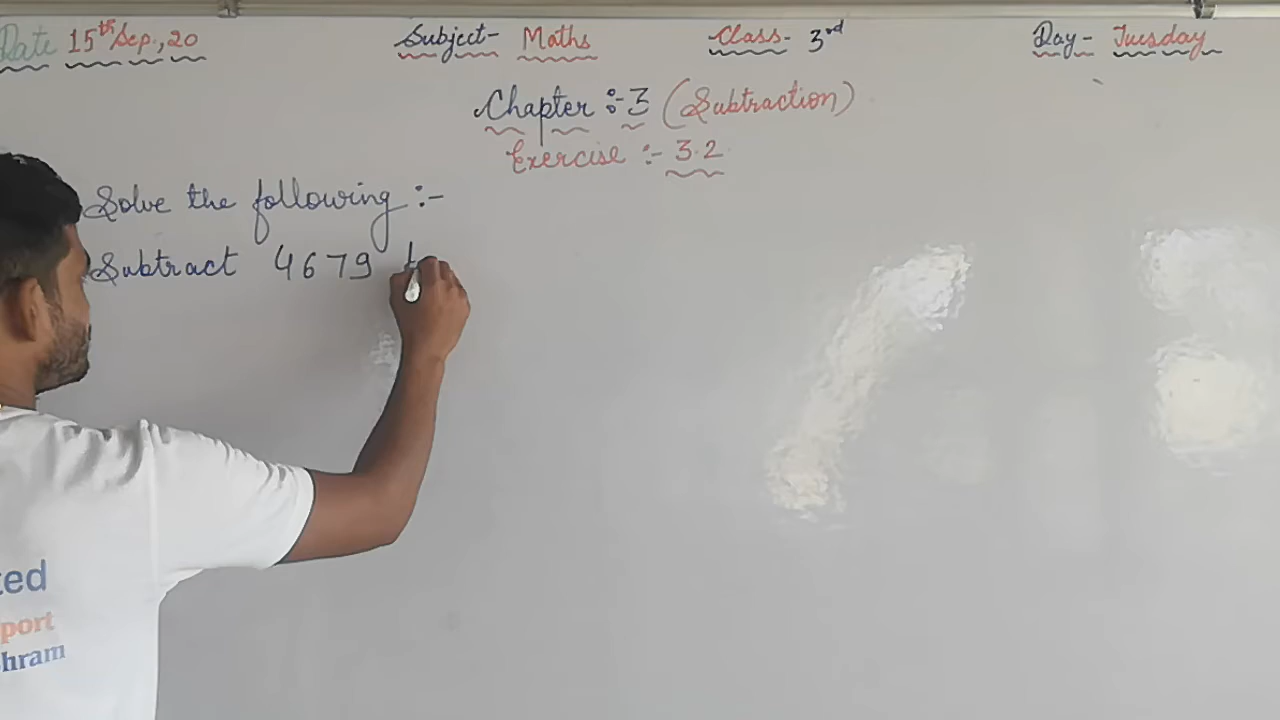 Date 15th Sep., 20 Subject- Maths Class- 3rd Day- Tuesday
Chapter :- 3 (Subtraction)
Exercise :- 3.2
Solve the following :-
Subtract 4679
ted
port
hram